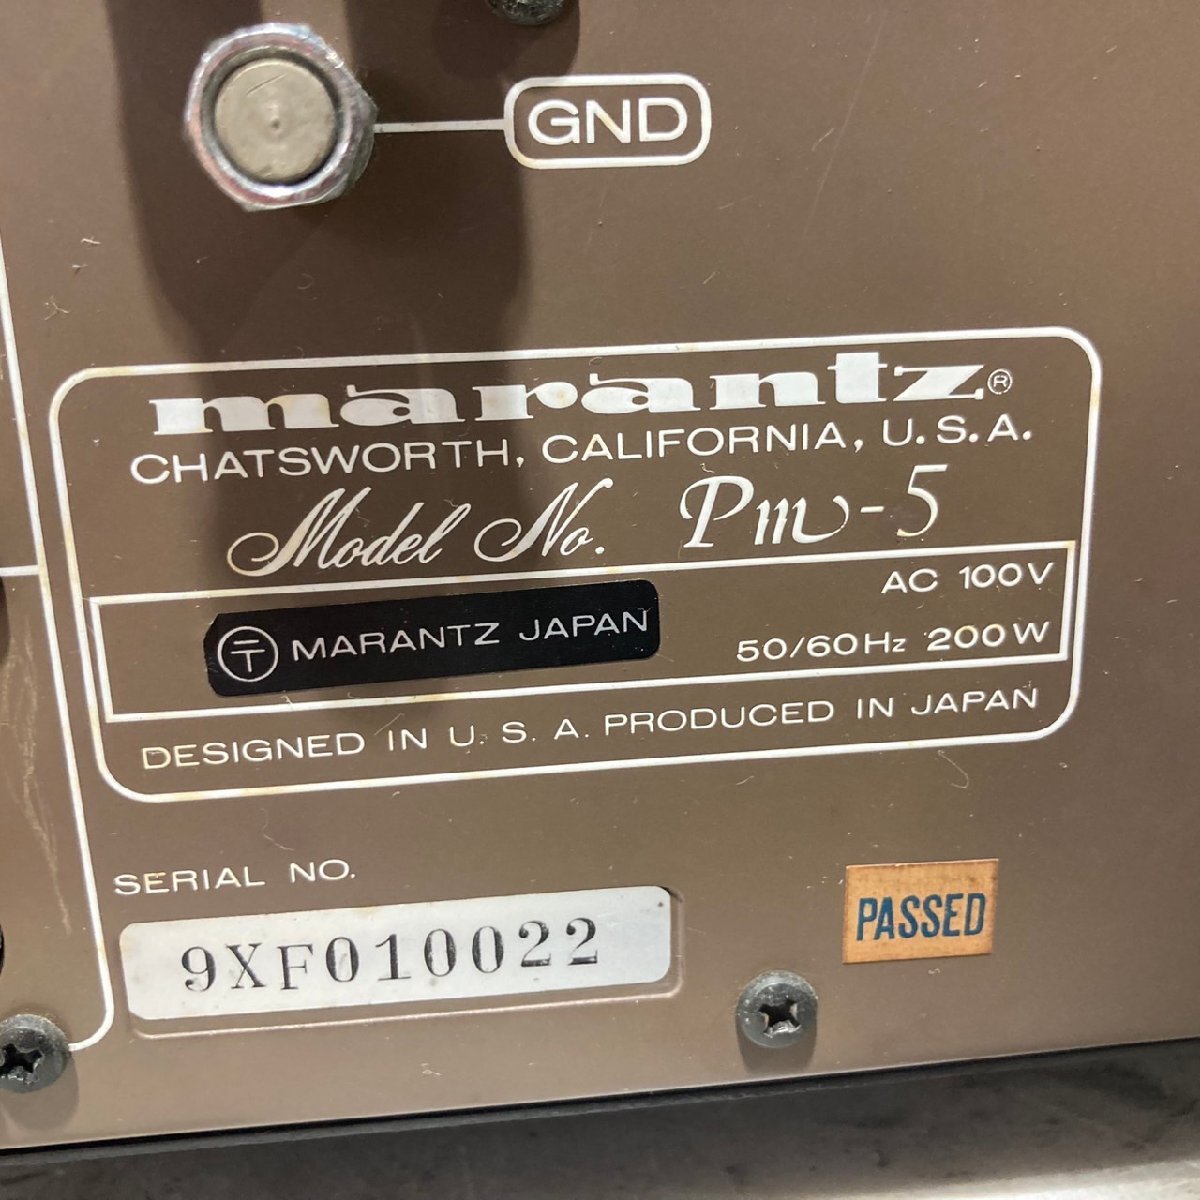 GND
marantz®
CHATSWORTH, CALIFORNIA, U.S.A.
Model No. Pm-5
AC 100V
〒 MARANTZ JAPAN
50/60Hz 200W
DESIGNED IN U. S. A. PRODUCED IN JAPAN
SERIAL NO.
9XF010022
PASSED